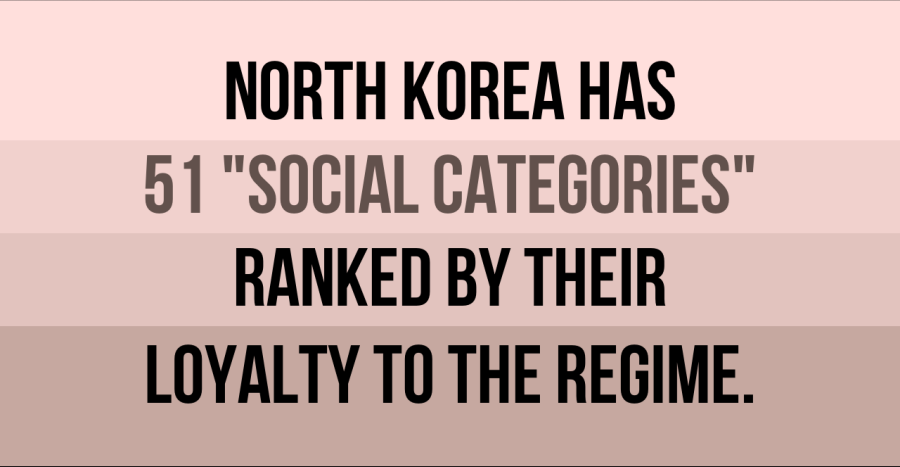 NORTH KOREA HAS
51 "SOCIAL CATEGORIES"
RANKED BY THEIR
LOYALTY TO THE REGIME.